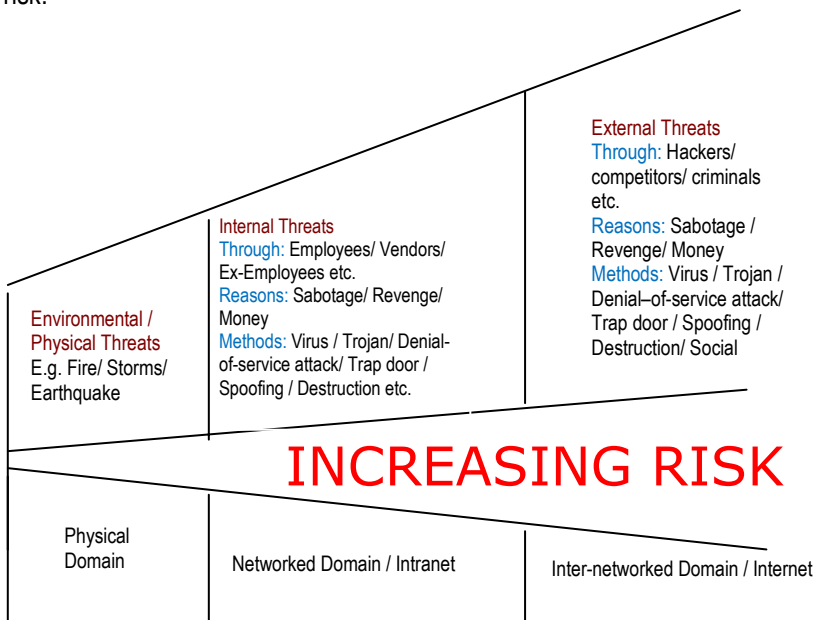 risk.
External Threats
Through: Hackers/
competitors/ criminals
etc.
Reasons: Sabotage /
Revenge/ Money
Methods: Virus / Trojan /
Denial–of-service attack/
Trap door / Spoofing /
Destruction/ Social
Internal Threats
Through: Employees/ Vendors/
Ex-Employees etc.
Reasons: Sabotage/ Revenge/
Money
Methods: Virus / Trojan/ Denial-
of-service attack/ Trap door /
Spoofing / Destruction etc.
Environmental /
Physical Threats
E.g. Fire/ Storms/
Earthquake
INCREASING RISK
Physical
Domain
Networked Domain / Intranet
Inter-networked Domain / Internet